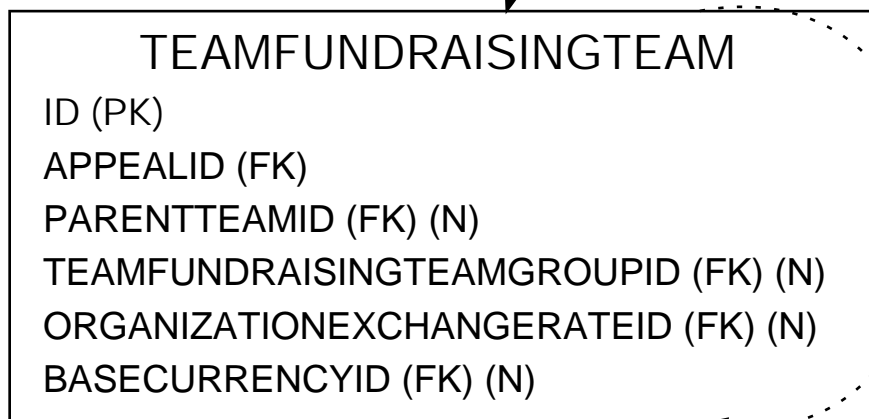 TEAMFUNDRAISINGTEAM
ID (PK)
APPEALID (FK)
PARENTTEAMID (FK) (N)
TEAMFUNDRAISINGTEAMGROUPID (FK) (N)
ORGANIZATIONEXCHANGERATEID (FK) (N)
BASECURRENCYID (FK) (N)